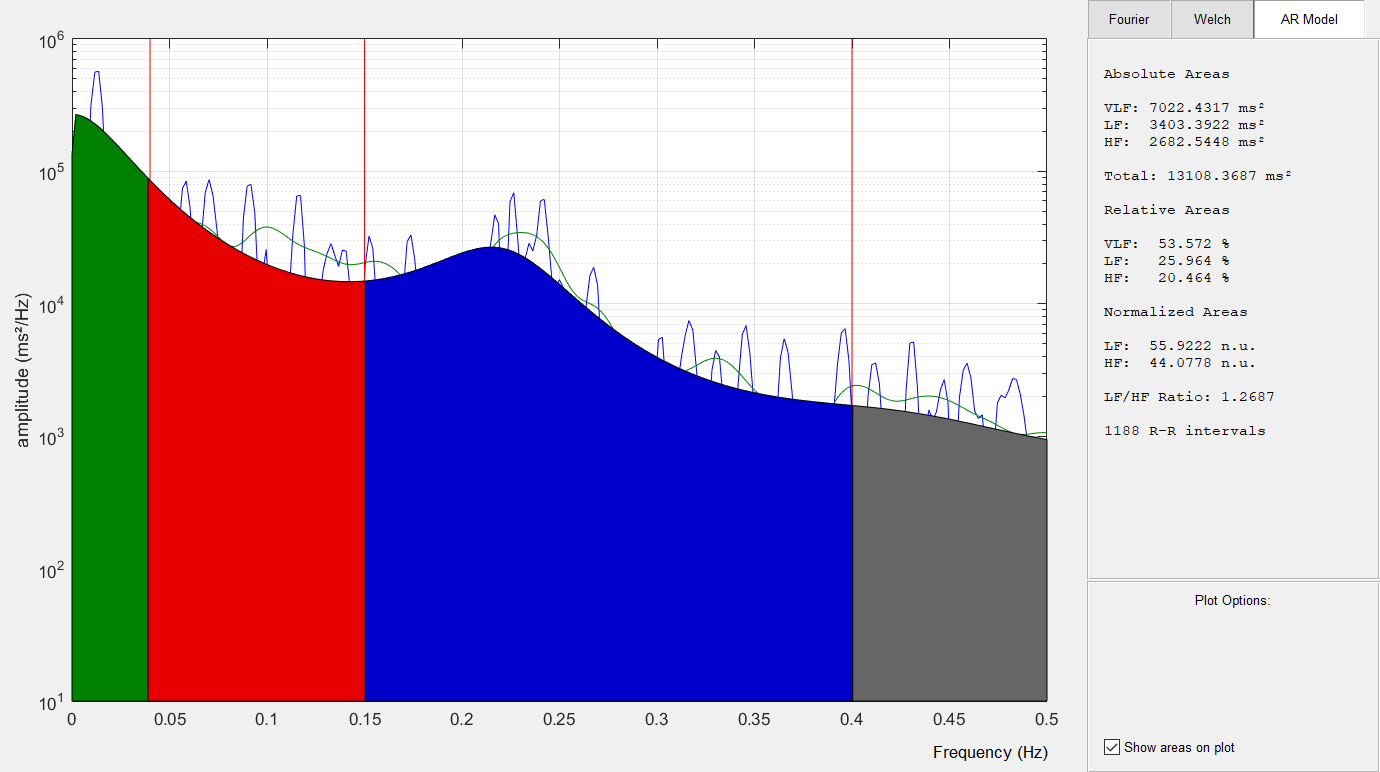 Fourier Welch AR Model
10⁶
10⁵
10⁴
10³
10²
10¹
amplitude (ms²/Hz)
0 0.05 0.1 0.15 0.2 0.25 0.3 0.35 0.4 0.45 0.5
Frequency (Hz)
Absolute Areas
VLF: 7022.4317 ms²
LF: 3403.3922 ms²
HF: 2682.5448 ms²
Total: 13108.3687 ms²
Relative Areas
VLF: 53.572 %
LF: 25.964 %
HF: 20.464 %
Normalized Areas
LF: 55.9222 n.u.
HF: 44.0778 n.u.
LF/HF Ratio: 1.2687
1188 R-R intervals
Plot Options:
Show areas on plot